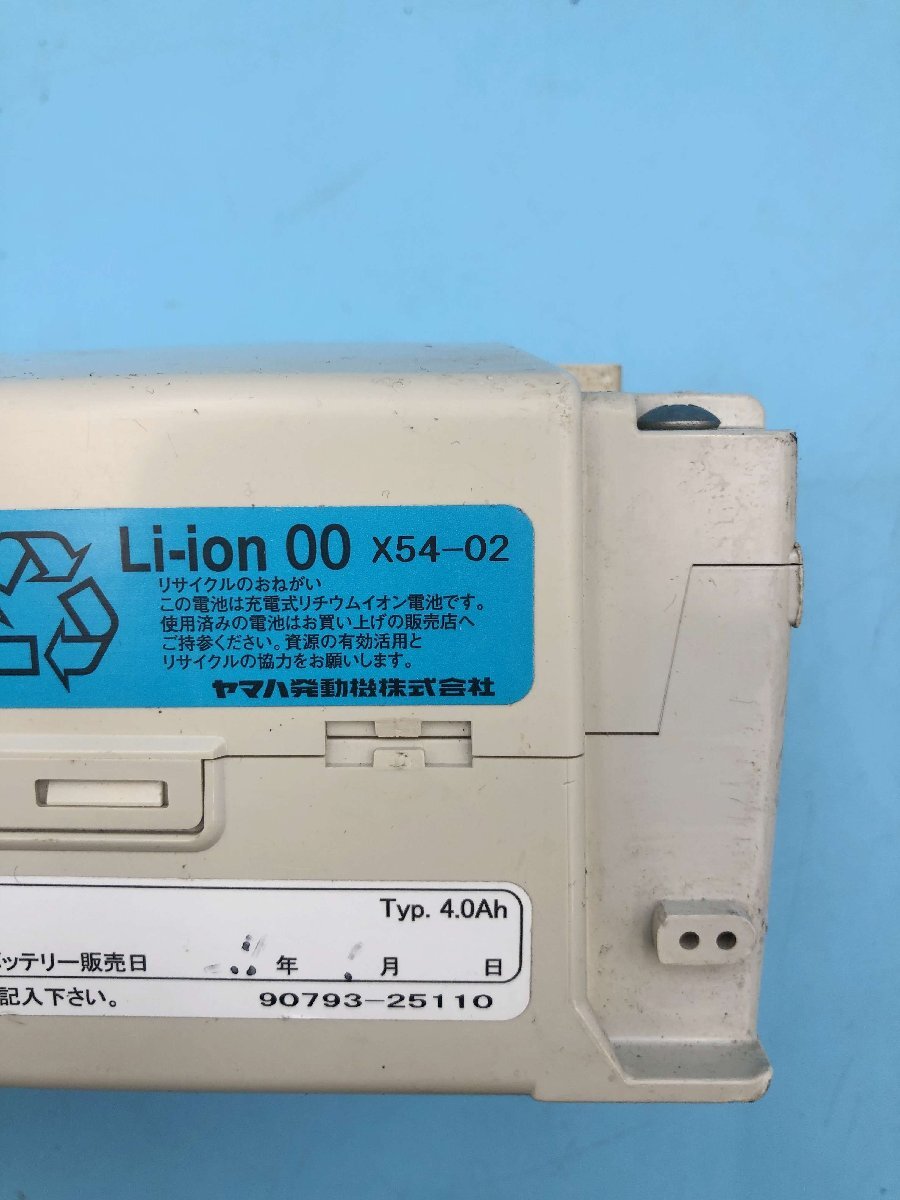 Li-ion 00 X54-02
リサイクルのおねがい
この電池は充電式リチウムイオン電池です。
使用済みの電池はお買い上げの販売店へ
ご持参ください。資源の有効活用と
リサイクルの協力をお願いします。
ヤマハ発動機株式会社
Typ. 4.0Ah
ッテリー販売日 年 月 日
記入下さい。 90793-25110